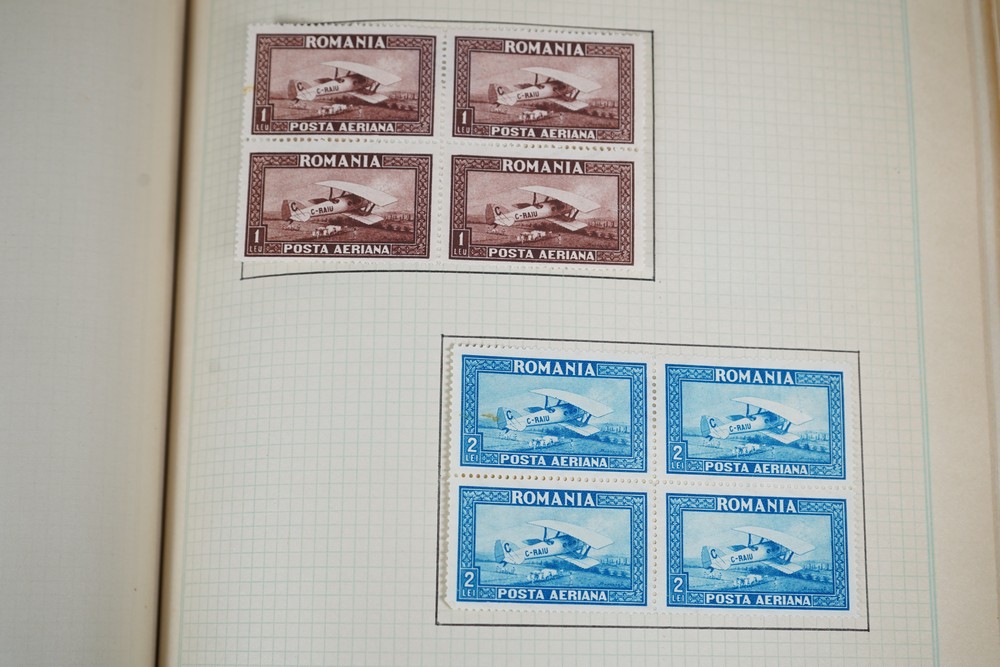 ROMANIA
C C-RAIU
1 LEU POSTA AERIANA
ROMANIA
C C-RAIU
1 LEU POSTA AERIANA
ROMANIA
C C-RAIU
1 LEU POSTA AERIANA
ROMANIA
C C-RAIU
1 LEU POSTA AERIANA
ROMANIA
C C-RAIU
2 LEI POSTA AERIANA
ROMANIA
C C-RAIU
2 LEI POSTA AERIANA
ROMANIA
C C-RAIU
2 LEI POSTA AERIANA
ROMANIA
C C-RAIU
2 LEI POSTA AERIANA